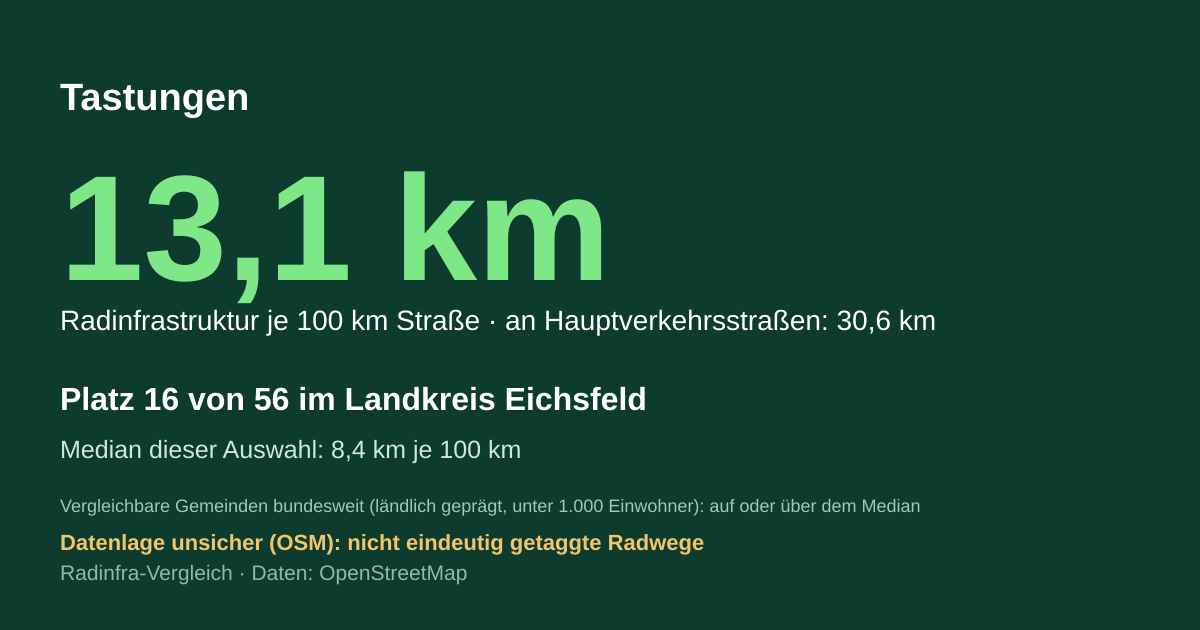 Tastungen
13,1 km
Radinfrastruktur je 100 km Straße · an Hauptverkehrsstraßen: 30,6 km
Platz 16 von 56 im Landkreis Eichsfeld
Median dieser Auswahl: 8,4 km je 100 km
Vergleichbare Gemeinden bundesweit (ländlich geprägt, unter 1.000 Einwohner): auf oder über dem Median
Datenlage unsicher (OSM): nicht eindeutig getaggte Radwege
Radinfra-Vergleich · Daten: OpenStreetMap